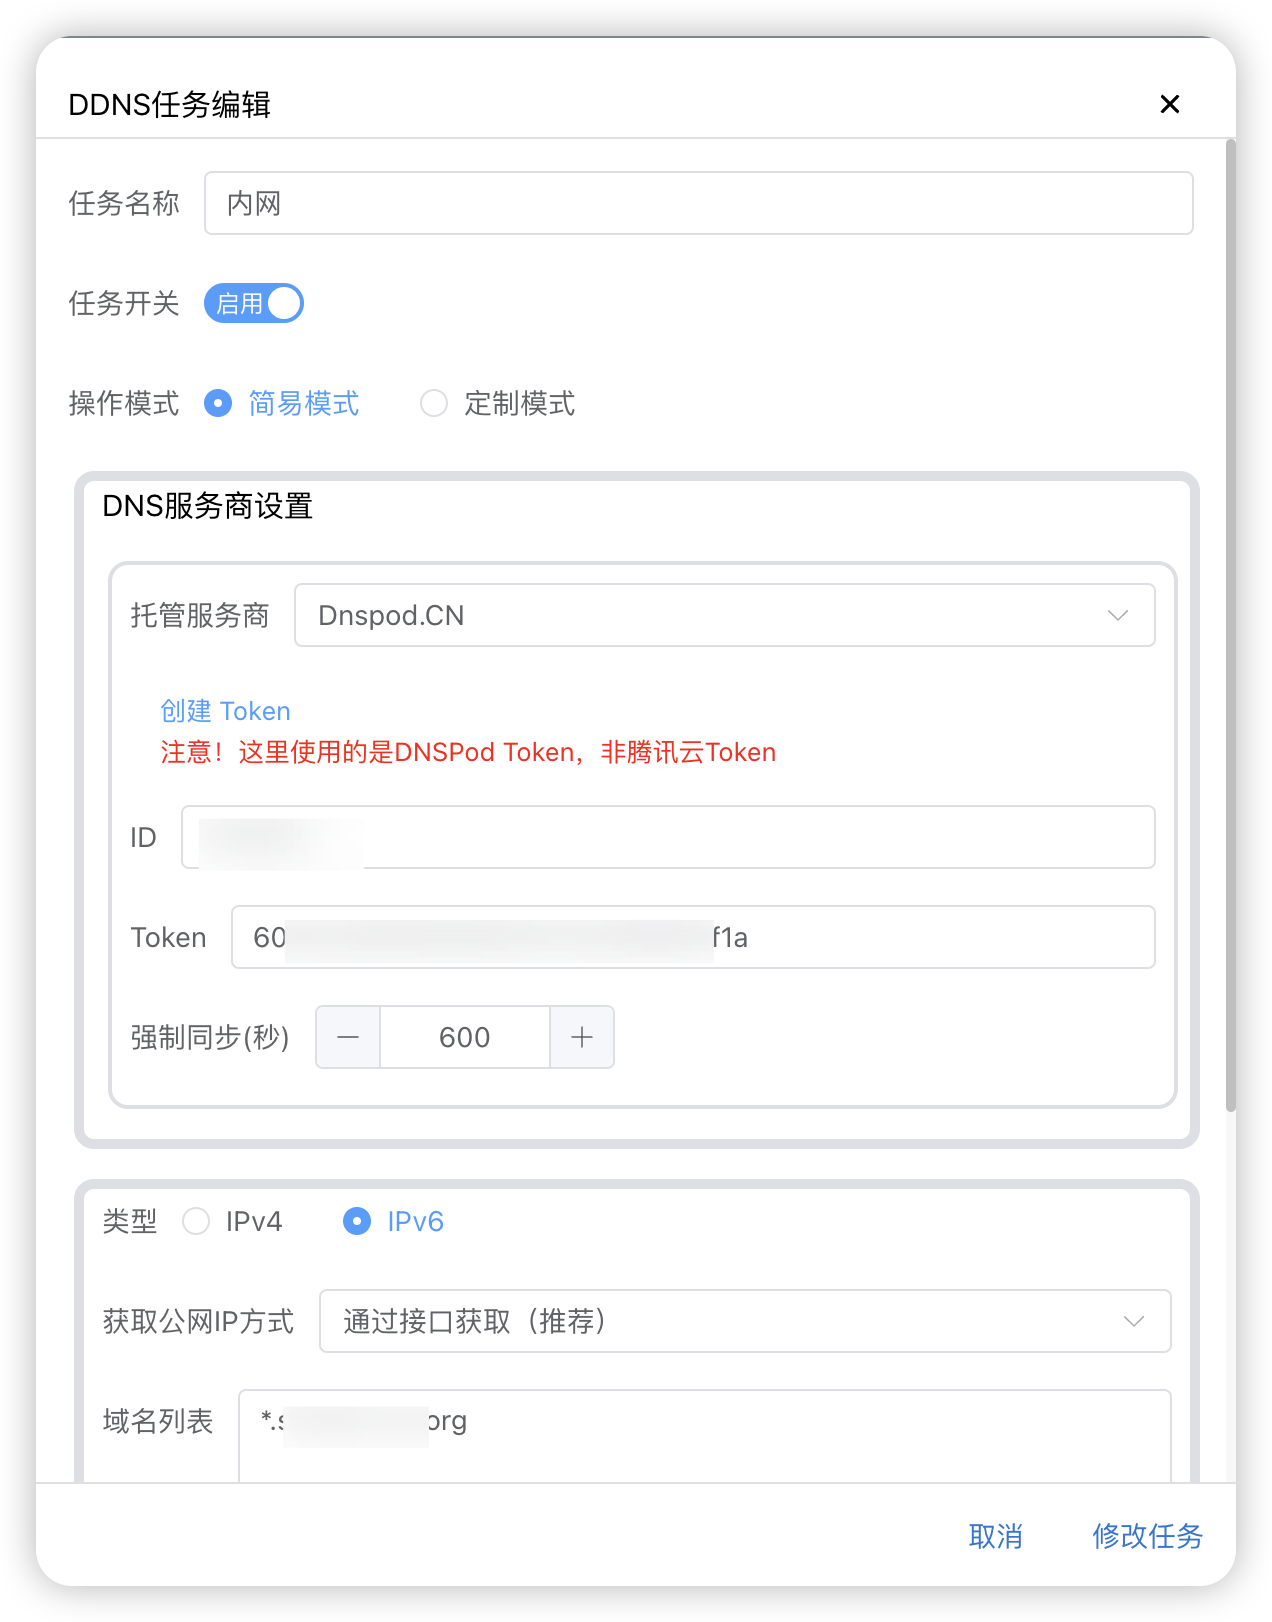 DDNS任务编辑
任务名称 内网
任务开关 启用
操作模式 简易模式 定制模式
DNS服务商设置
托管服务商 Dnspod.CN
创建 Token
注意！这里使用的是DNSPod Token，非腾讯云Token
ID
Token 60 f1a
强制同步(秒) 600
类型 IPv4 IPv6
获取公网IP方式 通过接口获取（推荐）
域名列表 *.s org
取消 修改任务